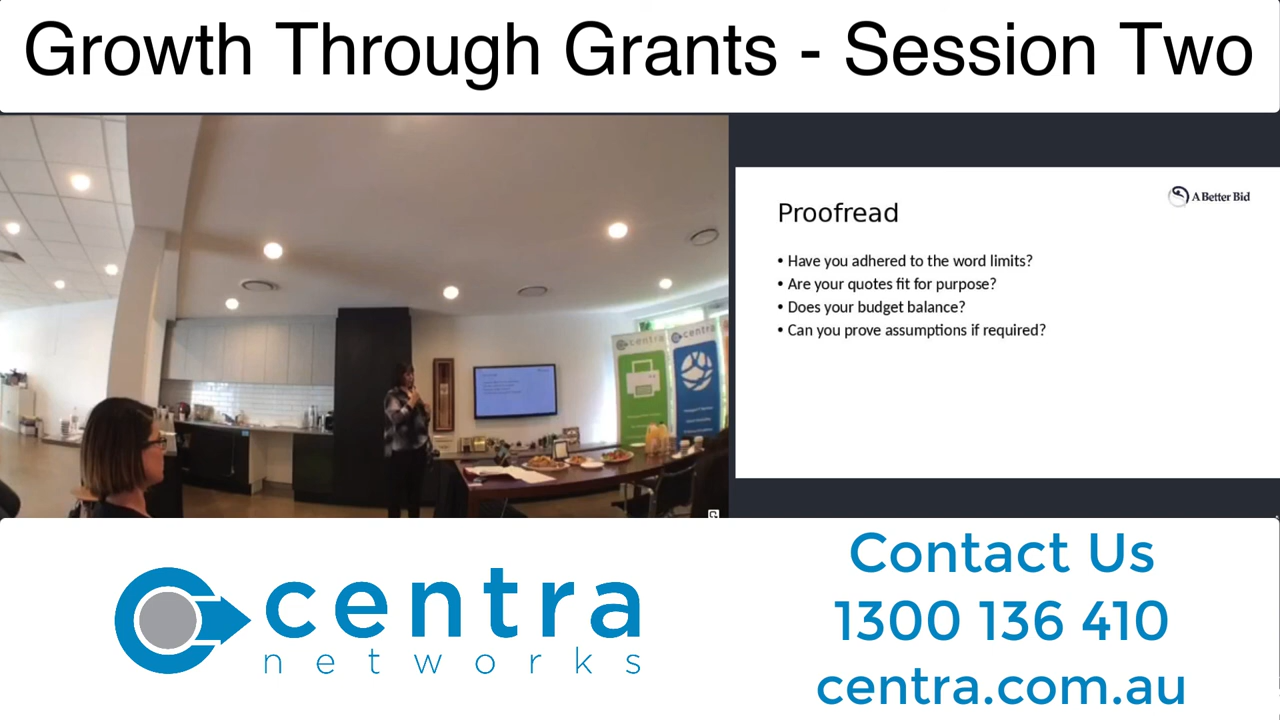 Growth Through Grants - Session Two
A Better Bid
Proofread
• Have you adhered to the word limits?
• Are your quotes fit for purpose?
• Does your budget balance?
• Can you prove assumptions if required?
centra
centra
centra
networks
Contact Us
1300 136 410
centra.com.au